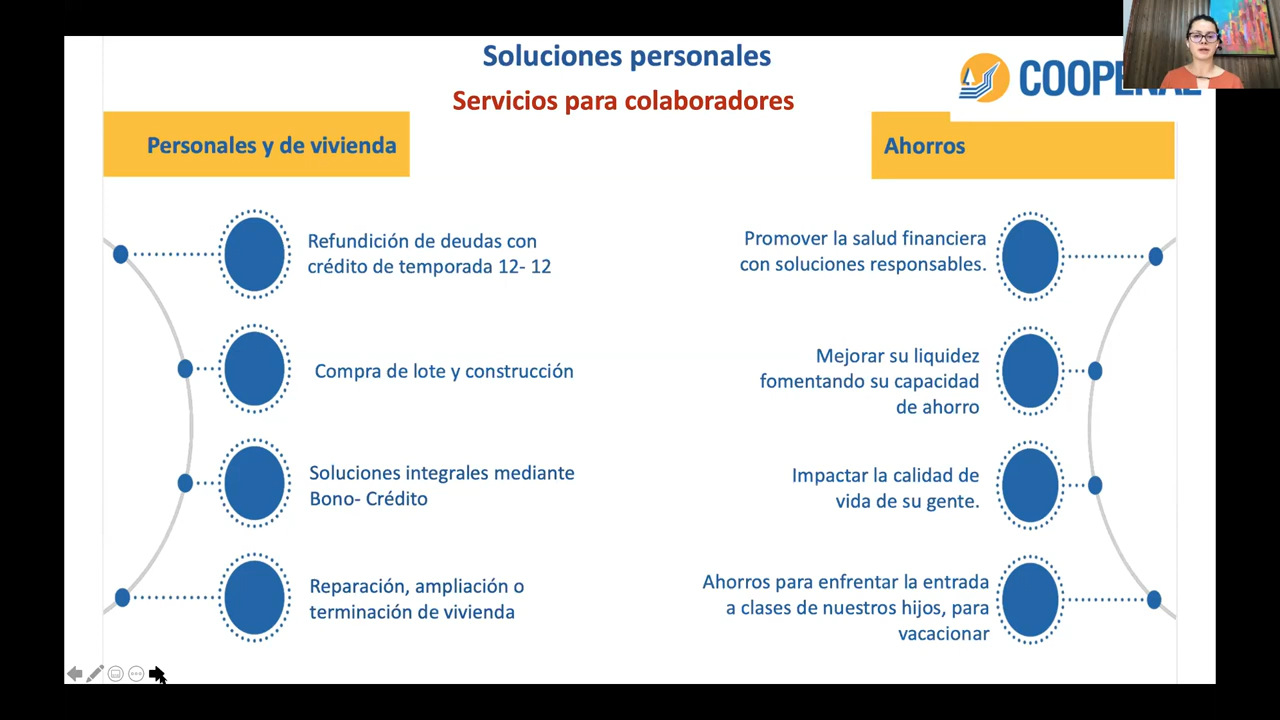 Soluciones personales
Servicios para colaboradores
Personales y de vivienda
Refundición de deudas con
crédito de temporada 12- 12
Compra de lote y construcción
Soluciones integrales mediante
Bono- Crédito
Reparación, ampliación o
terminación de vivienda
Ahorros
Promover la salud financiera
con soluciones responsables.
Mejorar su liquidez
fomentando su capacidad
de ahorro
Impactar la calidad de
vida de su gente.
Ahorros para enfrentar la entrada
a clases de nuestros hijos, para
vacacionar